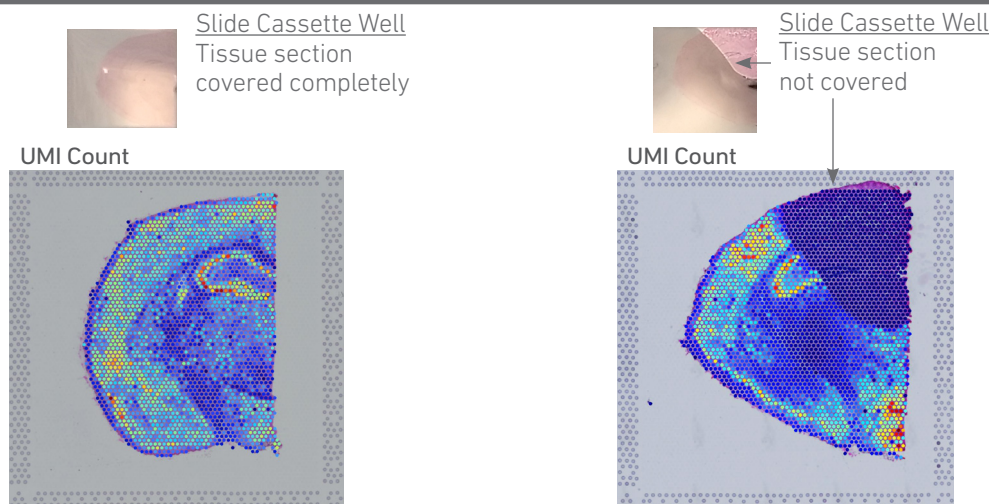 Slide Cassette Well
Tissue section
covered completely
UMI Count
Slide Cassette Well
Tissue section
not covered
UMI Count